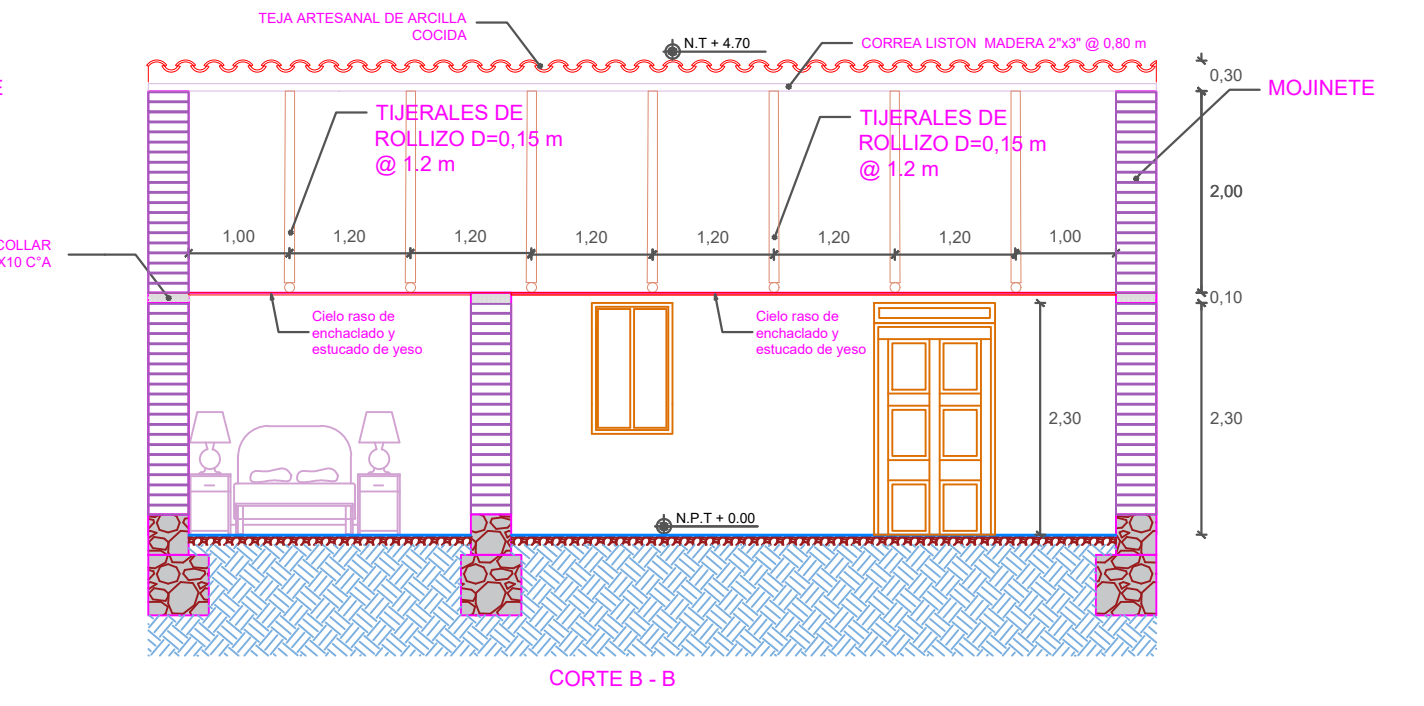 TEJA ARTESANAL DE ARCILLA
COCIDA
N.T + 4.70
CORREA LISTON MADERA 2"x3" @ 0,80 m
0,30
MOJINETE
TIJERALES DE
ROLLIZO D=0,15 m
@ 1.2 m
TIJERALES DE
ROLLIZO D=0,15 m
@ 1.2 m
2,00
1,00
1,20
1,20
1,20
1,20
1,20
1,20
1,00
COLLAR
X10 C°A
0,10
Cielo raso de
enchaclado y
estucado de yeso
Cielo raso de
enchaclado y
estucado de yeso
2,30
2,30
N.P.T + 0.00
CORTE B - B